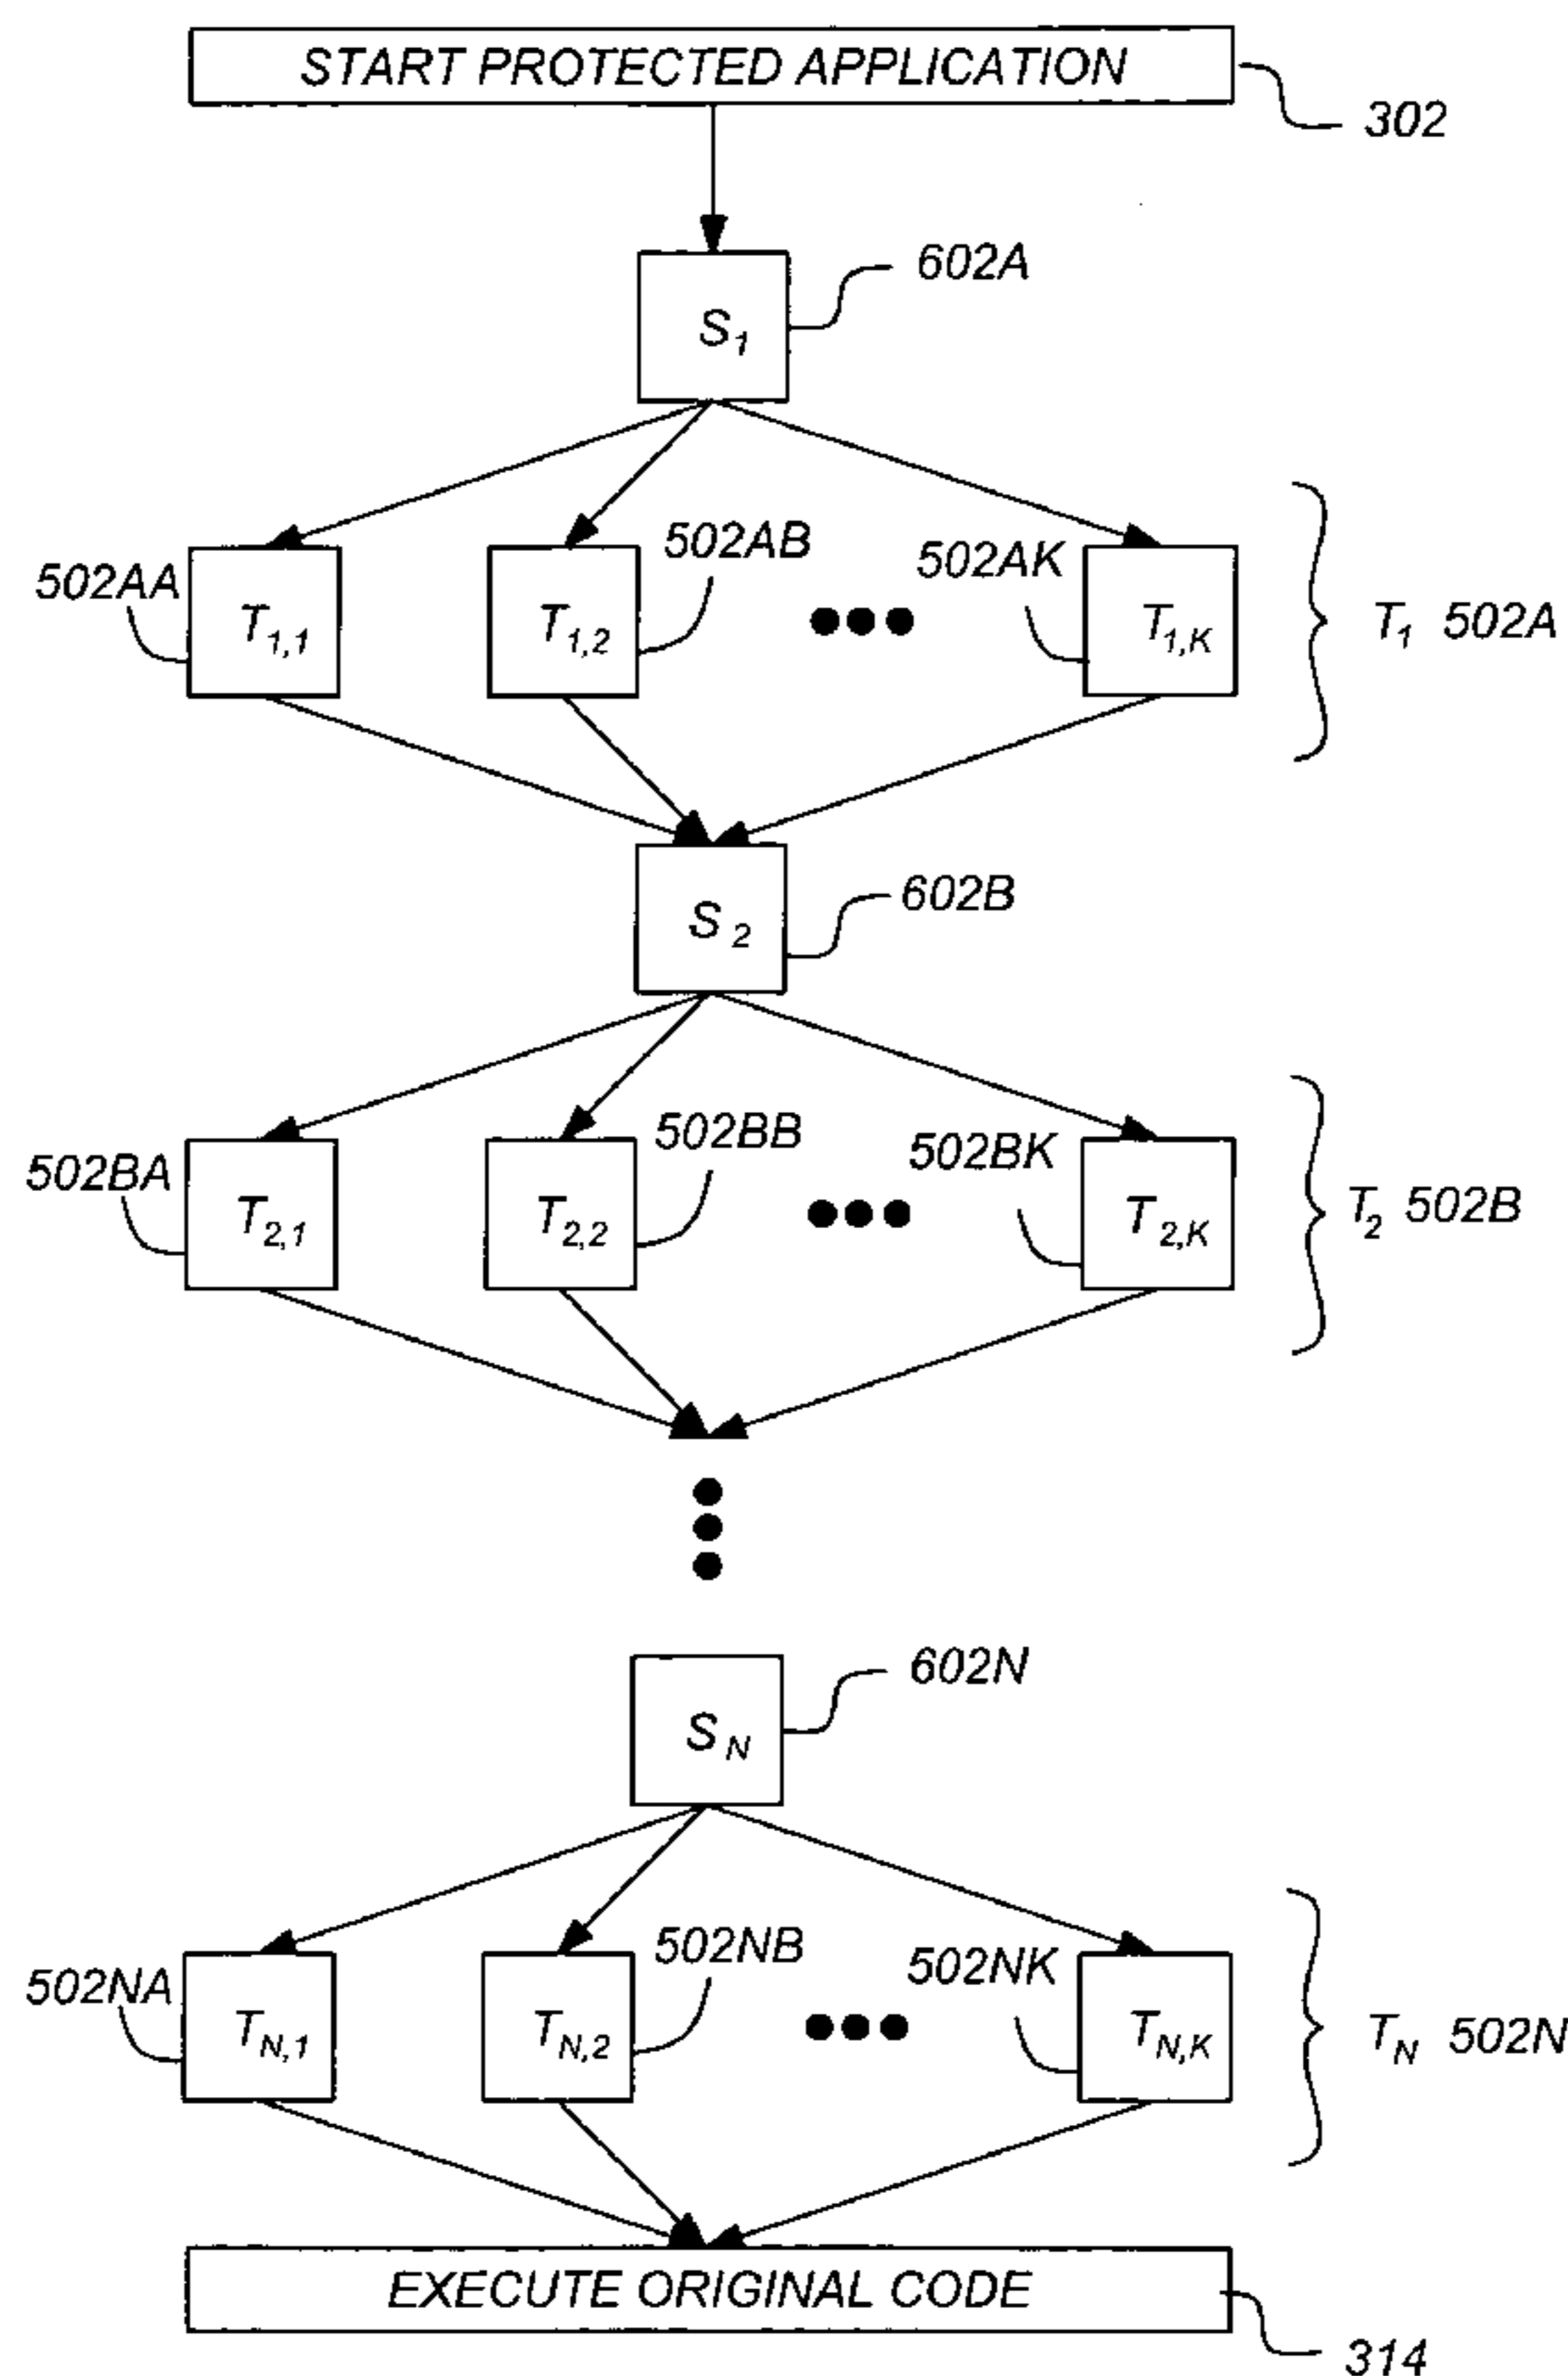 START PROTECTED APPLICATION
302
S1
602A
502AA
T1,1
T1,2
502AB
502AK
T1,K
T1 502A
S2
602B
502BA
T2,1
T2,2
502BB
502BK
T2,K
T2 502B
SN
602N
502NA
TN,1
TN,2
502NB
502NK
TN,K
TN 502N
EXECUTE ORIGINAL CODE
314